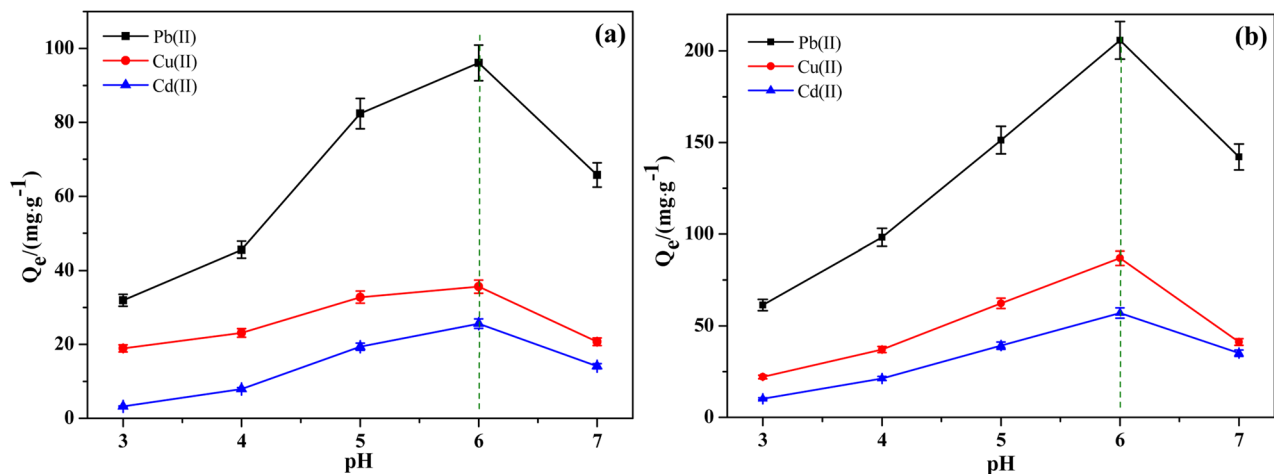 (a)
Pb(II)
Cu(II)
Cd(II)
Qe/(mg·g-1)
100
80
60
40
20
0
3 4 5 6 7
pH
(b)
Pb(II)
Cu(II)
Cd(II)
Qe/(mg·g-1)
200
150
100
50
0
3 4 5 6 7
pH